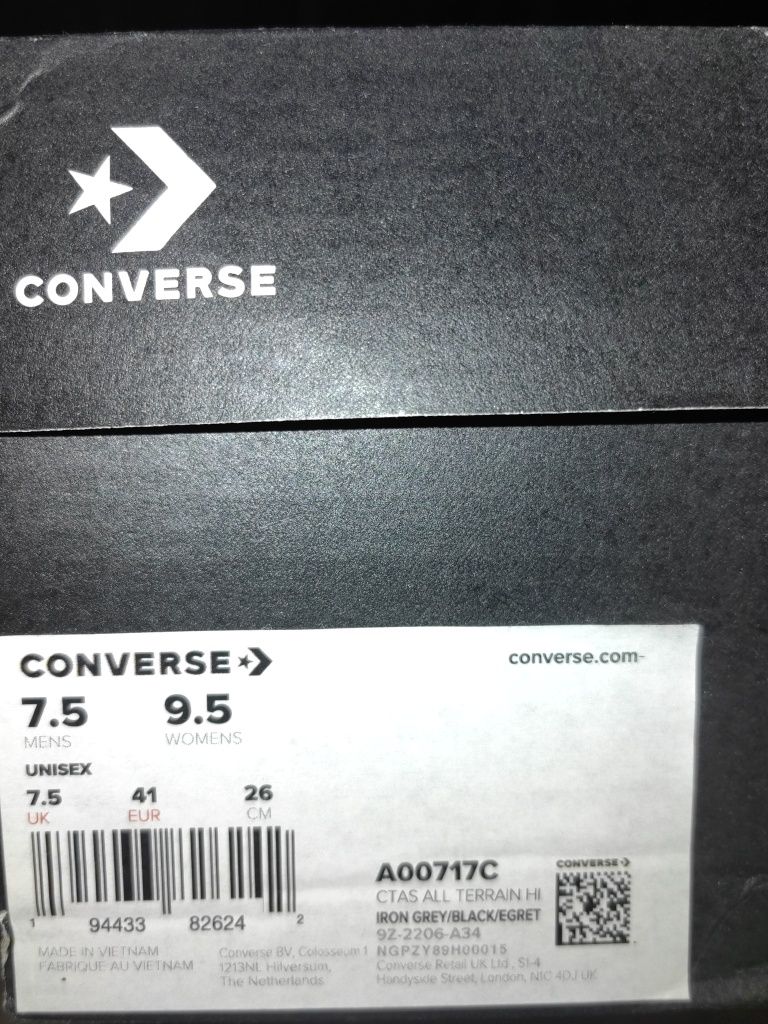 CONVERSE
CONVERSE
converse.com
7.5 9.5
MENS WOMENS
UNISEX
7.5 41 26
UK EUR CM
1 94433 82624 2
A00717C
CTAS ALL TERRAIN HI
IRON GREY/BLACK/EGRET
9Z-2206-A34
NGPZY89H00015
CONVERSE
MADE IN VIETNAM
FABRIQUE AU VIETNAM
Converse BV, Colosseum 1
1213NL Hilversum,
The Netherlands
Converse Retail UK Ltd., S1-4
Handyside Street, London, N1C 4DJ UK